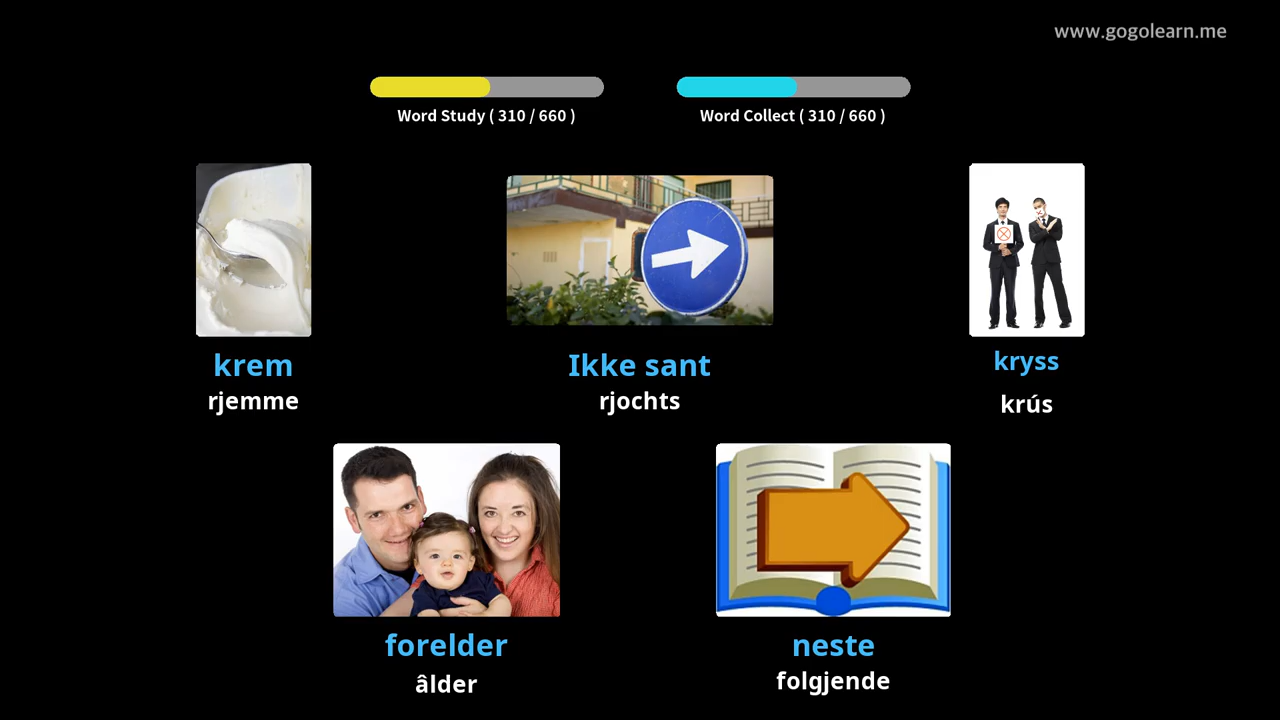 www.gogolearn.me
Word Study ( 310 / 660 )
Word Collect ( 310 / 660 )
krem
rjemme
Ikke sant
rjochts
kryss
krús
forelder
âlder
neste
folgjende